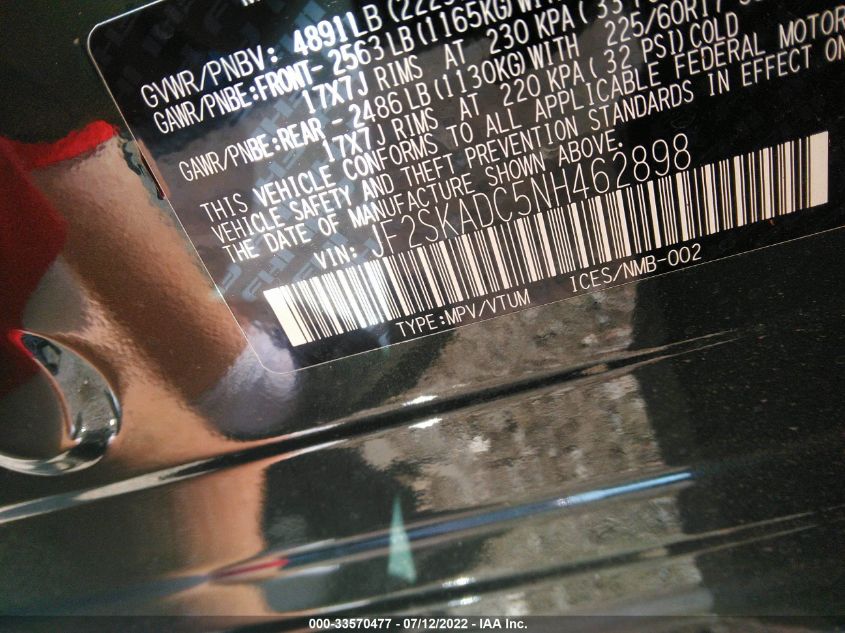 GVWR/PNBV: 4891LB(222
GAWR/PNBE:FRONT- 2563LB(1165KG)WITH 225/60R17
17X7J RIMS AT 230 KPA(33
GAWR/PNBE:REAR - 2486LB(1130KG)WITH
17X7J RIMS AT 220 KPA(32 PSI)COLD
THIS VEHICLE CONFORMS TO ALL APPLICABLE FEDERAL MOTOR
VEHICLE SAFETY AND THEFT PREVENTION STANDARDS IN EFFECT ON
THE DATE OF MANUFACTURE SHOWN ABOVE.
VIN: JF2SKADC5NH462898
TYPE:MPV/VTUM ICES/NMB-002
000-33570477 - 07/12/2022 - IAA Inc.